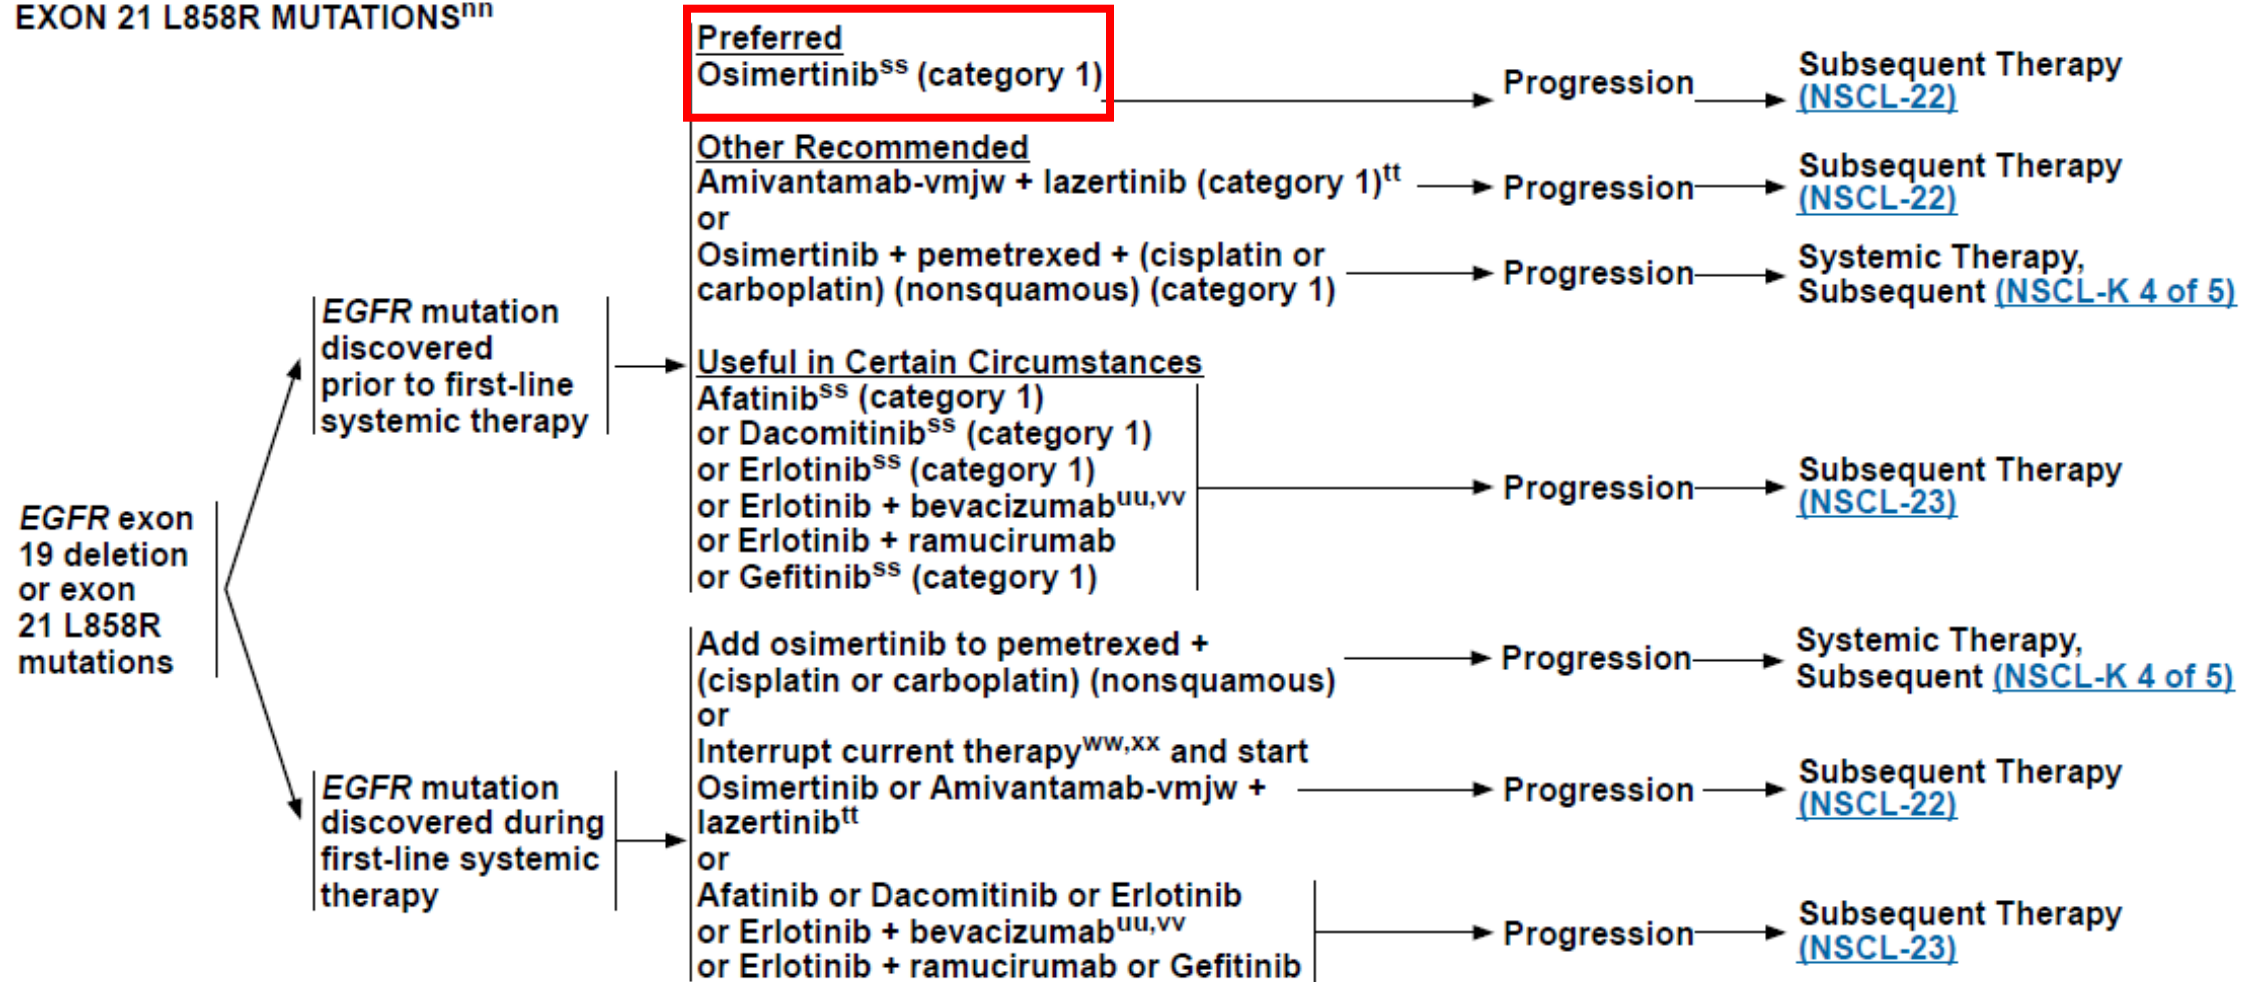 EXON 21 L858R MUTATIONSnn
Preferred
Osimertinibss (category 1)
Progression
Subsequent Therapy
(NSCL-22)
Other Recommended
Amivantamab-vmjw + lazertinib (category 1)tt
Progression
Subsequent Therapy
(NSCL-22)
or
Osimertinib + pemetrexed + (cisplatin or
carboplatin) (nonsquamous) (category 1)
Progression
Systemic Therapy,
Subsequent (NSCL-K 4 of 5)
EGFR mutation
discovered
prior to first-line
systemic therapy
Useful in Certain Circumstances
Afatinibss (category 1)
or Dacomitinibss (category 1)
or Erlotinibss (category 1)
or Erlotinib + bevacizumabuu,vv
or Erlotinib + ramucirumab
or Gefitinibss (category 1)
Progression
Subsequent Therapy
(NSCL-23)
EGFR exon
19 deletion
or exon
21 L858R
mutations
Add osimertinib to pemetrexed +
(cisplatin or carboplatin) (nonsquamous)
Progression
Systemic Therapy,
Subsequent (NSCL-K 4 of 5)
or
Interrupt current therapyww,xx and start
Osimertinib or Amivantamab-vmjw +
lazertinibtt
Progression
Subsequent Therapy
(NSCL-22)
EGFR mutation
discovered during
first-line systemic
therapy
or
Afatinib or Dacomitinib or Erlotinib
or Erlotinib + bevacizumabuu,vv
or Erlotinib + ramucirumab or Gefitinib
Progression
Subsequent Therapy
(NSCL-23)